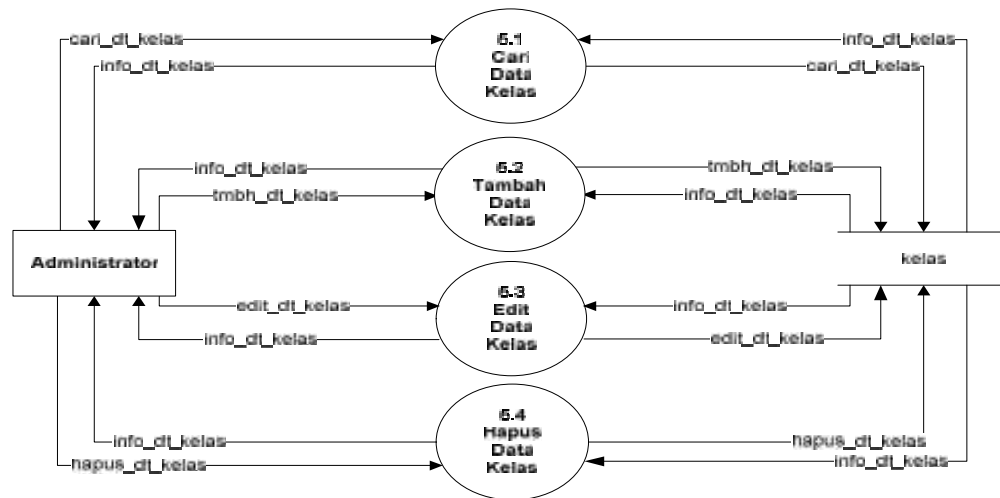 cari_dt_kelas
info_dt_kelas
6.1
Cari
Data
Kelas
info_dt_kelas
cari_dt_kelas
info_dt_kelas
tmbh_dt_kelas
6.2
Tambah
Data
Kelas
tmbh_dt_kelas
info_dt_kelas
Administrator
kelas
edit_dt_kelas
info_dt_kelas
6.3
Edit
Data
Kelas
info_dt_kelas
edit_dt_kelas
info_dt_kelas
hapus_dt_kelas
6.4
Hapus
Data
Kelas
hapus_dt_kelas
info_dt_kelas